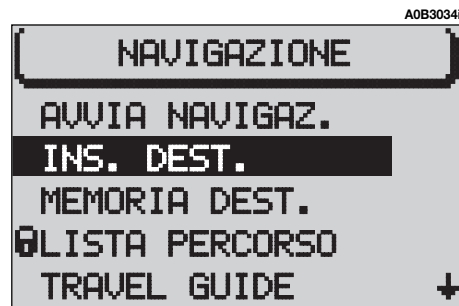 A0B3034i
NAVIGAZIONE
AVVIA NAVIGAZ.
INS. DEST.
MEMORIA DEST.
LISTA PERCORSO
TRAVEL GUIDE